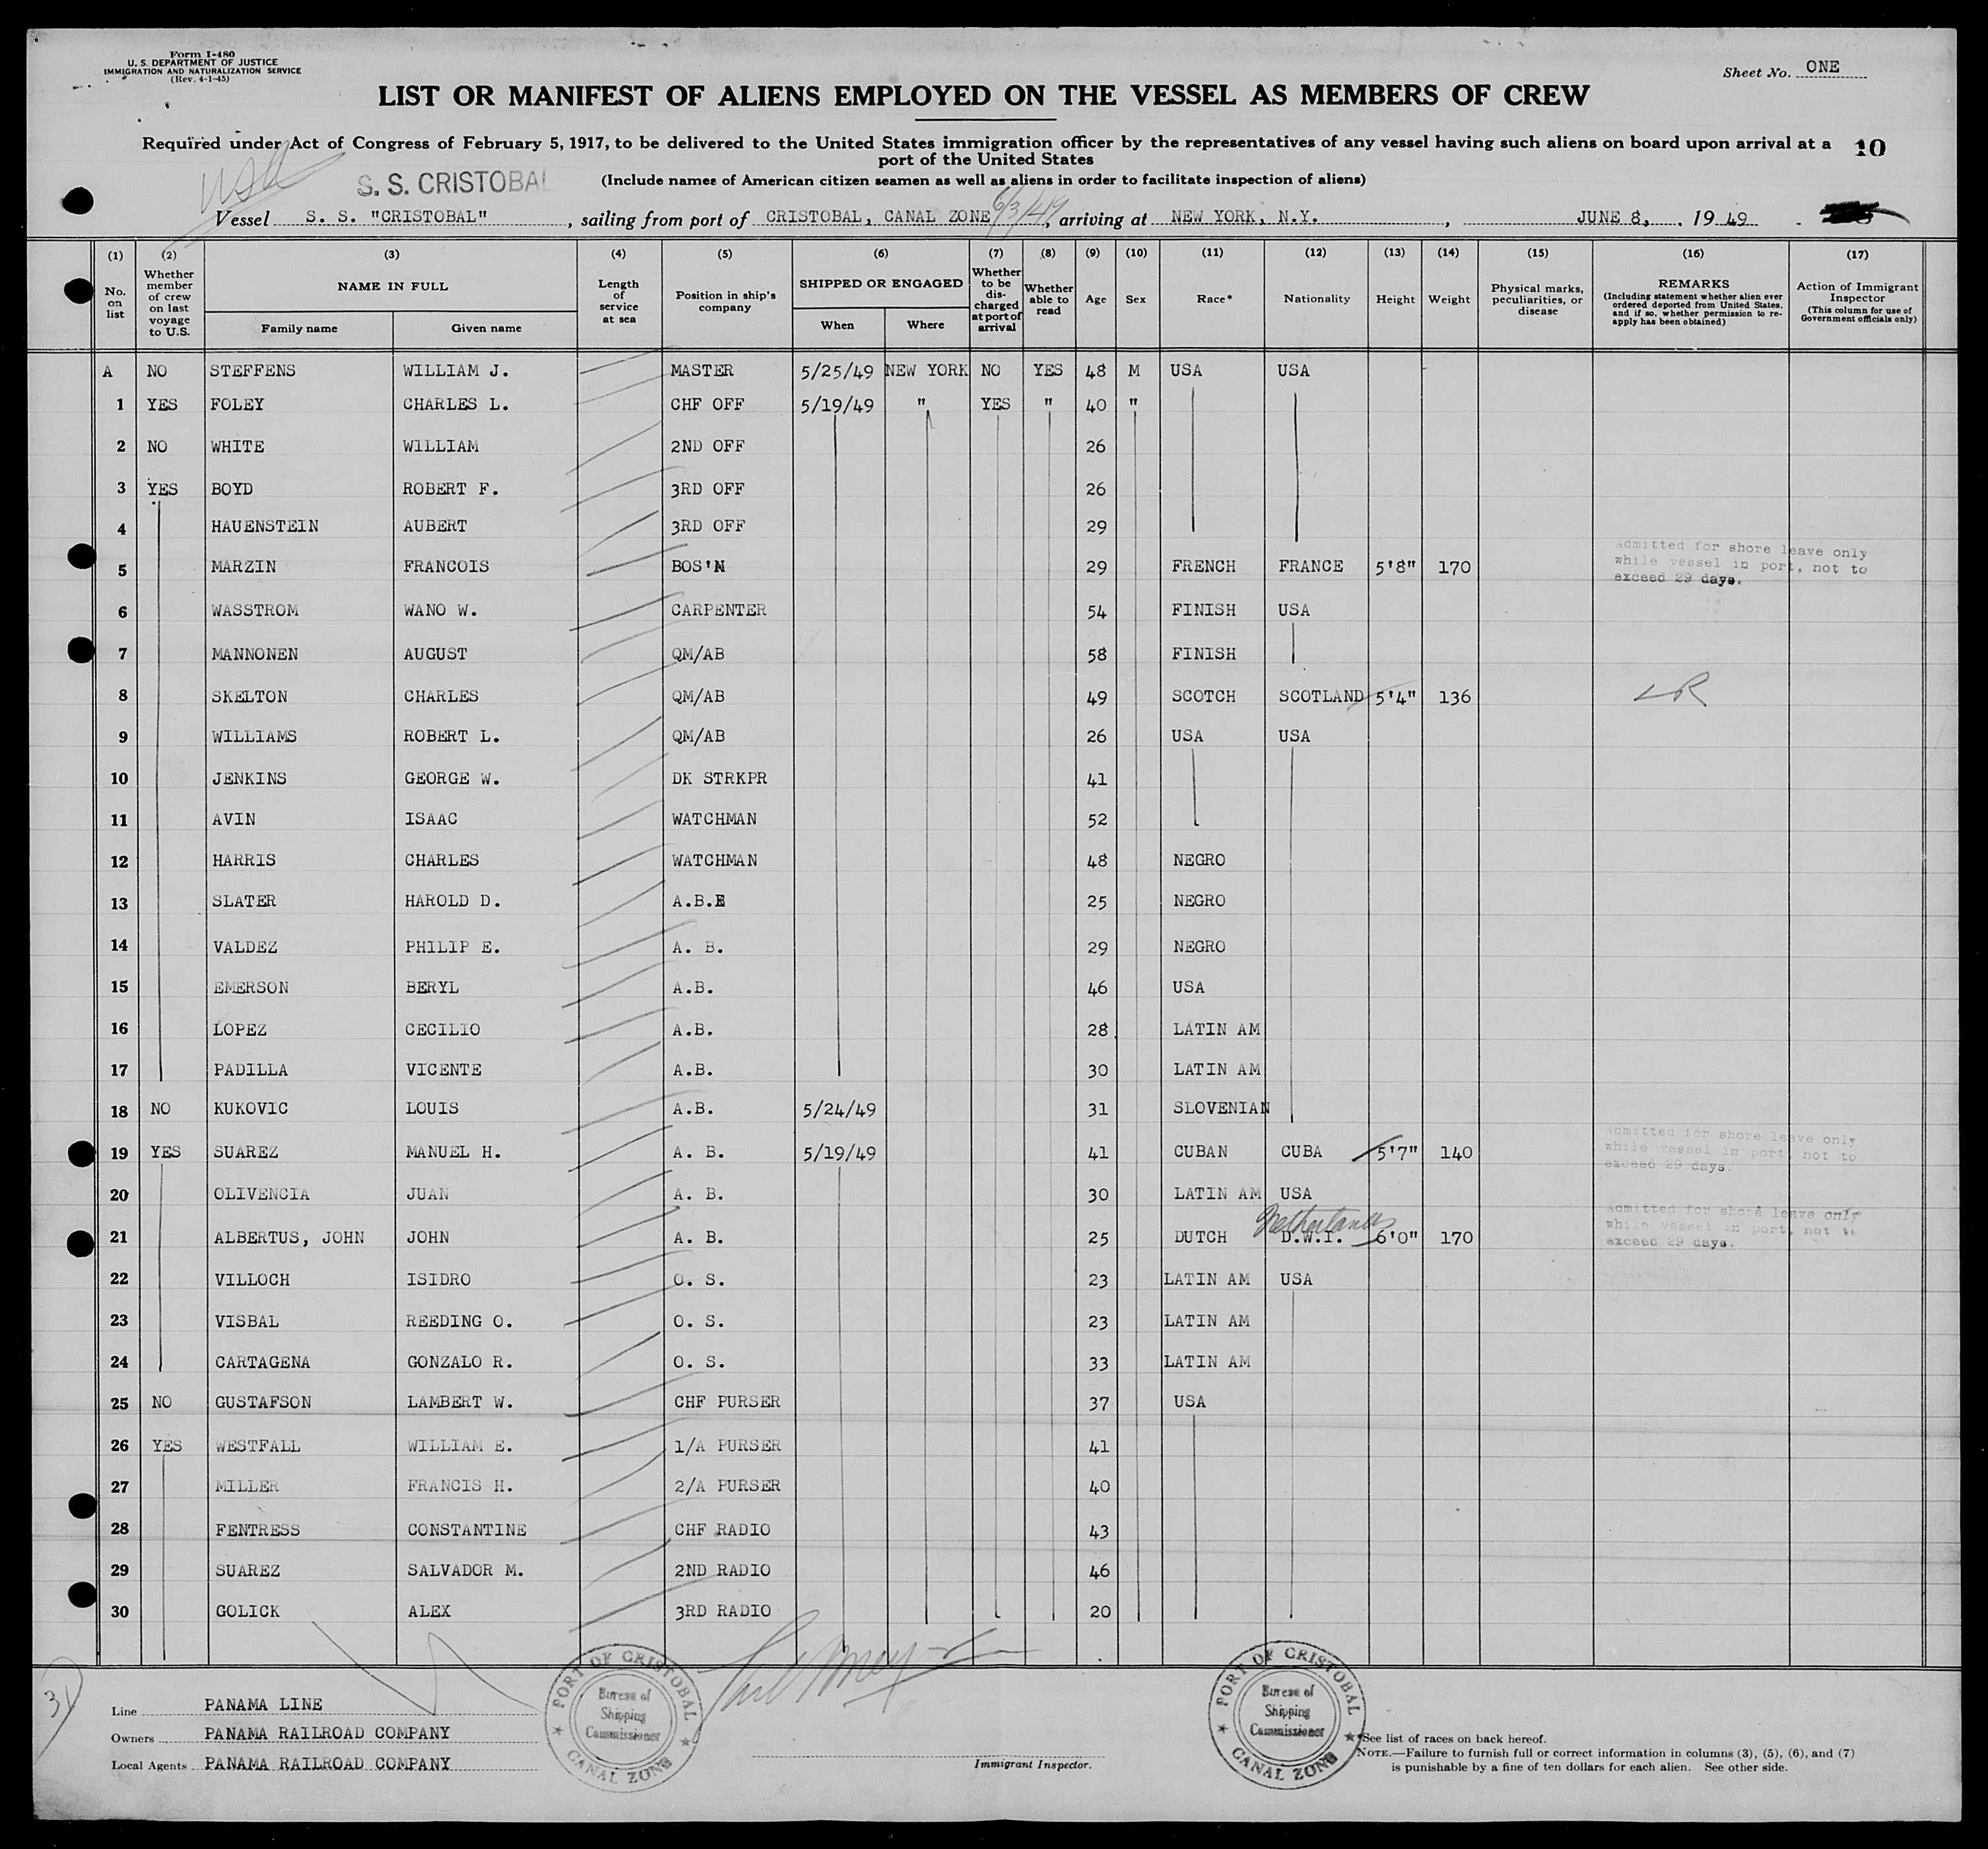 Form I-480
U. S. DEPARTMENT OF JUSTICE
IMMIGRATION AND NATURALIZATION SERVICE
(Rev. 4-1-45)
Sheet No. ONE
LIST OR MANIFEST OF ALIENS EMPLOYED ON THE VESSEL AS MEMBERS OF CREW
Required under Act of Congress of February 5, 1917, to be delivered to the United States immigration officer by the representatives of any vessel having such aliens on board upon arrival at a
port of the United States
10
USA
S. S. CRISTOBAL
(Include names of American citizen seamen as well as aliens in order to facilitate inspection of aliens)
Vessel S. S. "CRISTOBAL", sailing from port of CRISTOBAL, CANAL ZONE 6/3/49, arriving at NEW YORK, N.Y., JUNE 8, 1949
(1) No. on list
(2) Whether member of crew on last voyage to U.S.
(3) NAME IN FULL Family name Given name
(4) Length of service at sea
(5) Position in ship's company
(6) SHIPPED OR ENGAGED When Where
(7) Whether to be discharged at port of arrival
(8) Whether able to read
(9) Age
(10) Sex
(11) Race*
(12) Nationality
(13) Height
(14) Weight
(15) Physical marks, peculiarities, or disease
(16) REMARKS (Including statement whether alien ever ordered deported from United States, and if so, whether permission to re-apply has been obtained)
(17) Action of Immigrant Inspector (This column for use of Government officials only)
A NO STEFFENS WILLIAM J. MASTER 5/25/49 NEW YORK NO YES 48 M USA USA
1 YES FOLEY CHARLES L. CHF OFF 5/19/49 " YES " 40 "
2 NO WHITE WILLIAM 2ND OFF 26
3 YES BOYD ROBERT F. 3RD OFF 26
4 HAUENSTEIN AUBERT 3RD OFF 29
5 MARZIN FRANCOIS BOS'N 29 FRENCH FRANCE 5'8" 170 Admitted for shore leave only while vessel in port, not to exceed 29 days.
6 WASSTROM WANO W. CARPENTER 54 FINISH USA
7 MANNONEN AUGUST QM/AB 58 FINISH
8 SKELTON CHARLES QM/AB 49 SCOTCH SCOTLAND 5'4" 136 LR
9 WILLIAMS ROBERT L. QM/AB 26 USA USA
10 JENKINS GEORGE W. DK STRKPR 41
11 AVIN ISAAC WATCHMAN 52
12 HARRIS CHARLES WATCHMAN 48 NEGRO
13 SLATER HAROLD D. A.B. 25 NEGRO
14 VALDEZ PHILIP E. A. B. 29 NEGRO
15 EMERSON BERYL A.B. 46 USA
16 LOPEZ CECILIO A.B. 28 LATIN AM
17 PADILLA VICENTE A.B. 30 LATIN AM
18 NO KUKOVIC LOUIS A.B. 5/24/49 31 SLOVENIAN
19 YES SUAREZ MANUEL H. A. B. 5/19/49 41 CUBAN CUBA 5'7" 140 Admitted for shore leave only while vessel in port, not to exceed 29 days.
20 OLIVENCIA JUAN A. B. 30 LATIN AM USA
21 ALBERTUS, JOHN JOHN A. B. 25 DUTCH Netherlands D.W.I. 6'0" 170 Admitted for shore leave only while vessel in port, not to exceed 29 days.
22 VILLOCH ISIDRO O. S. 23 LATIN AM USA
23 VISBAL REEDING O. O. S. 23 LATIN AM
24 CARTAGENA GONZALO R. O. S. 33 LATIN AM
25 NO GUSTAFSON LAMBERT W. CHF PURSER 37 USA
26 YES WESTFALL WILLIAM E. 1/A PURSER 41
27 MILLER FRANCIS H. 2/A PURSER 40
28 FENTRESS CONSTANTINE CHF RADIO 43
29 SUAREZ SALVADOR M. 2ND RADIO 46
30 GOLICK ALEX 3RD RADIO 20
31
Line PANAMA LINE
Owners PANAMA RAILROAD COMPANY
Local Agents PANAMA RAILROAD COMPANY
PORT OF CRISTOBAL
Bureau of
Shipping
Commissioner
CANAL ZONE
Immigrant Inspector.
PORT OF CRISTOBAL
Bureau of
Shipping
Commissioner
CANAL ZONE
*See list of races on back hereof.
NOTE.—Failure to furnish full or correct information in columns (3), (5), (6), and (7)
is punishable by a fine of ten dollars for each alien. See other side.